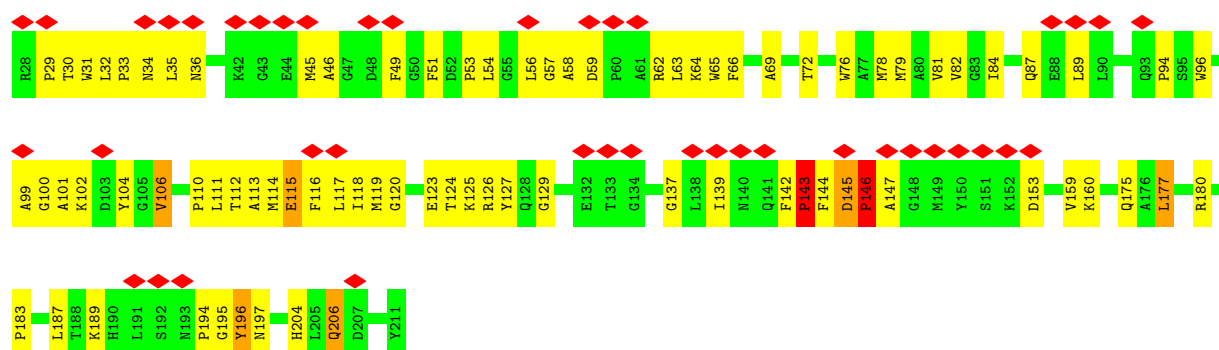 R28 P29 T30 W31 L32 P33 N34 L35 N36 K42 G43 E44 M45 A46 G47 D48 F49 G50 F51 D52 P53 L54 G55 L56 G57 A58 D59 P60 A61 R62 L63 K64 W65 F66 A69 T72 W76 A77 M78 M79 A80 V81 V82 G83 I84 Q87 E88 L89 L90 Q93 P94 S95 W96
A99 G100 A101 K102 D103 Y104 G105 V106 P110 L111 T112 A113 M114 E115 F116 L117 I118 M119 G120 E123 T124 K125 R126 Y127 Q128 G129 E132 T133 G134 G137 L138 I139 N140 Q141 F142 P143 F144 D145 P146 A147 G148 M149 Y150 S151 K152 D153 V159 K160 Q175 A176 L177 R180
P183 L187 T188 K189 H190 L191 S192 N193 P194 G195 Y196 N197 H204 L205 Q206 D207 Y211